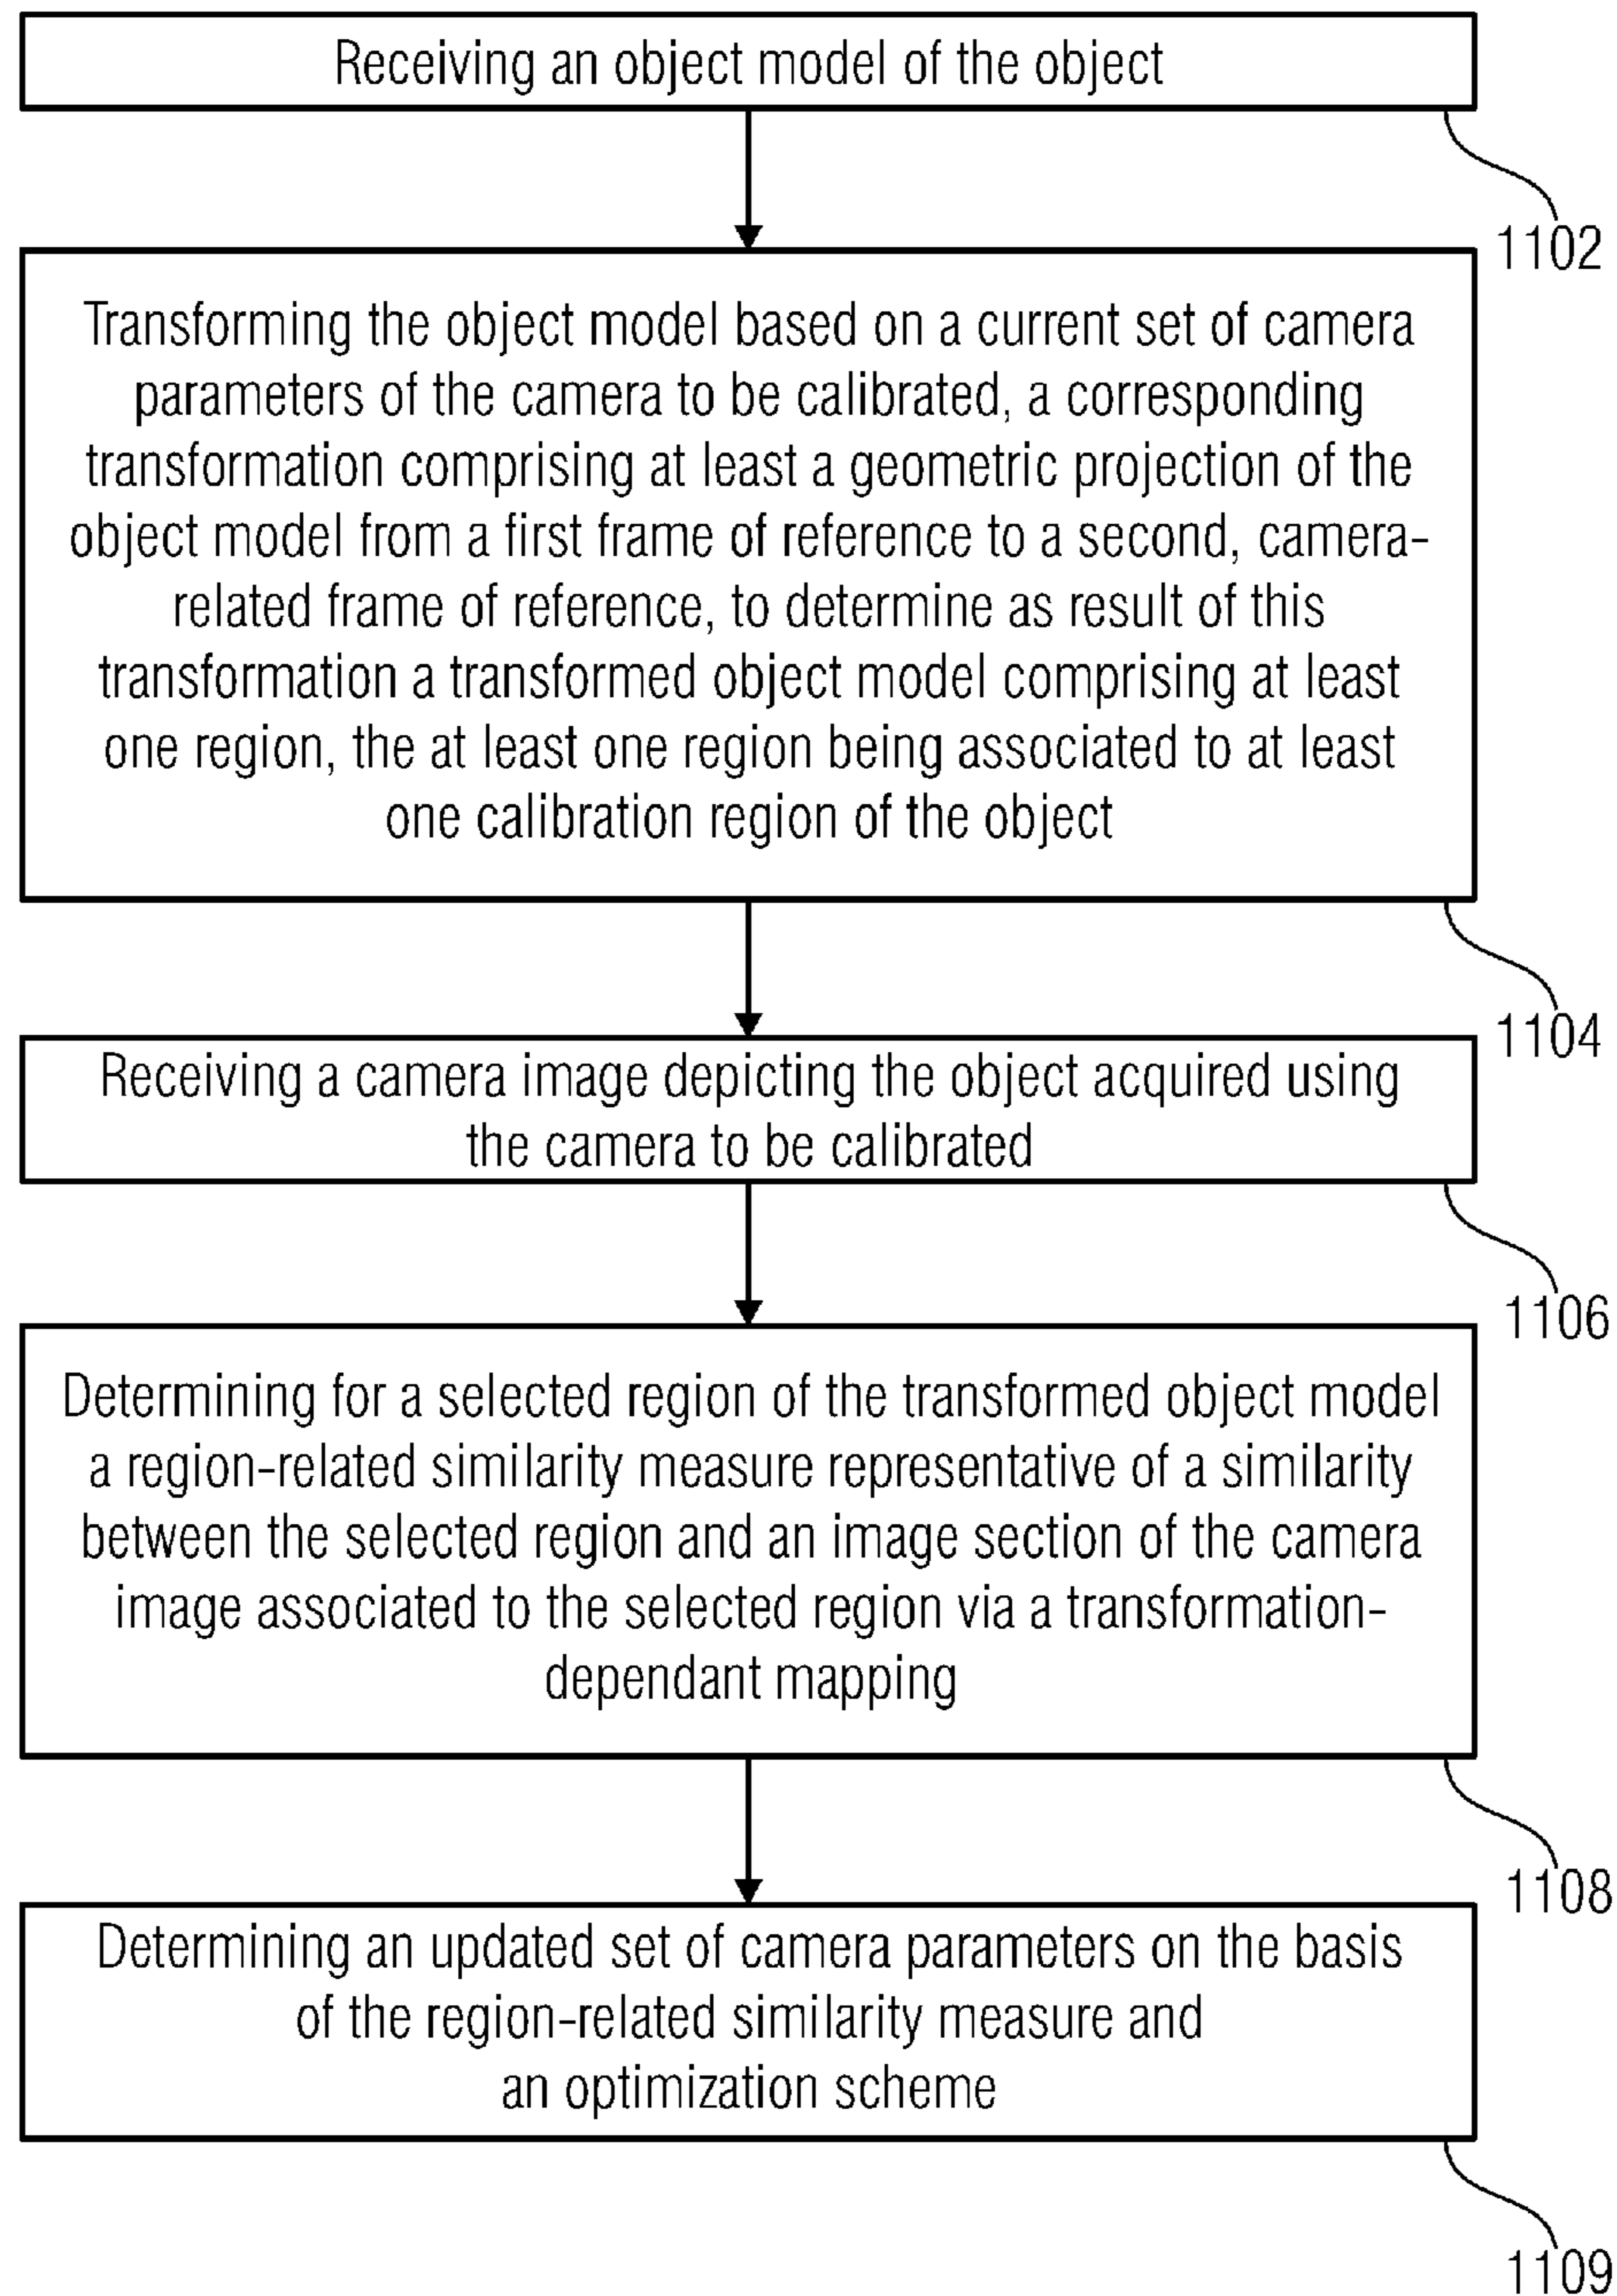 Receiving an object model of the object
1102
Transforming the object model based on a current set of camera
parameters of the camera to be calibrated, a corresponding
transformation comprising at least a geometric projection of the
object model from a first frame of reference to a second, camera-
related frame of reference, to determine as result of this
transformation a transformed object model comprising at least
one region, the at least one region being associated to at least
one calibration region of the object
1104
Receiving a camera image depicting the object acquired using
the camera to be calibrated
1106
Determining for a selected region of the transformed object model
a region-related similarity measure representative of a similarity
between the selected region and an image section of the camera
image associated to the selected region via a transformation-
dependant mapping
1108
Determining an updated set of camera parameters on the basis
of the region-related similarity measure and
an optimization scheme
1109